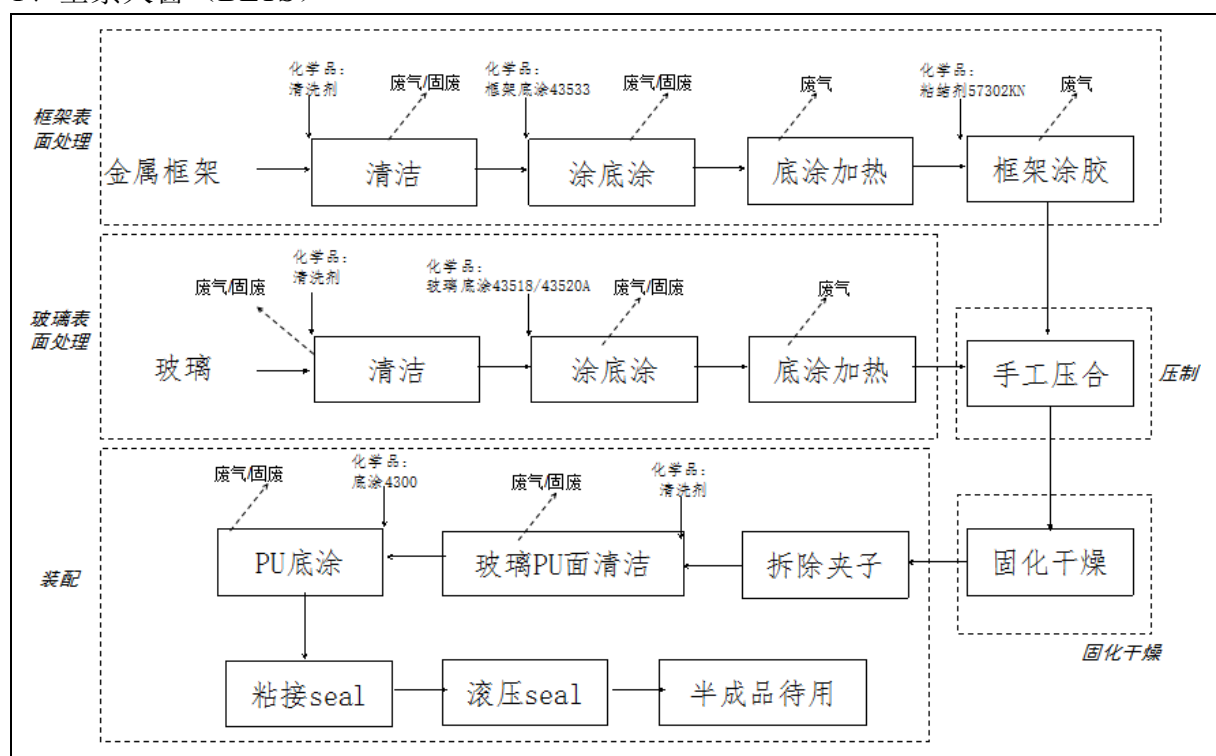 化学品：
清洗剂
废气/固废
化学品：
框架底涂43533
废气/固废
废气
化学品：
粘结剂57302KN
废气
框架表
面处理
金属框架
清洁
涂底涂
底涂加热
框架涂胶
废气/固废
化学品：
清洗剂
化学品：
玻璃底涂43518/43520A
废气/固废
废气
玻璃表
面处理
玻璃
清洁
涂底涂
底涂加热
手工压合
压制
废气/固废
化学品：
底涂4300
废气/固废
化学品：
清洗剂
装配
PU底涂
玻璃PU面清洁
拆除夹子
固化干燥
固化干燥
粘接seal
滚压seal
半成品待用